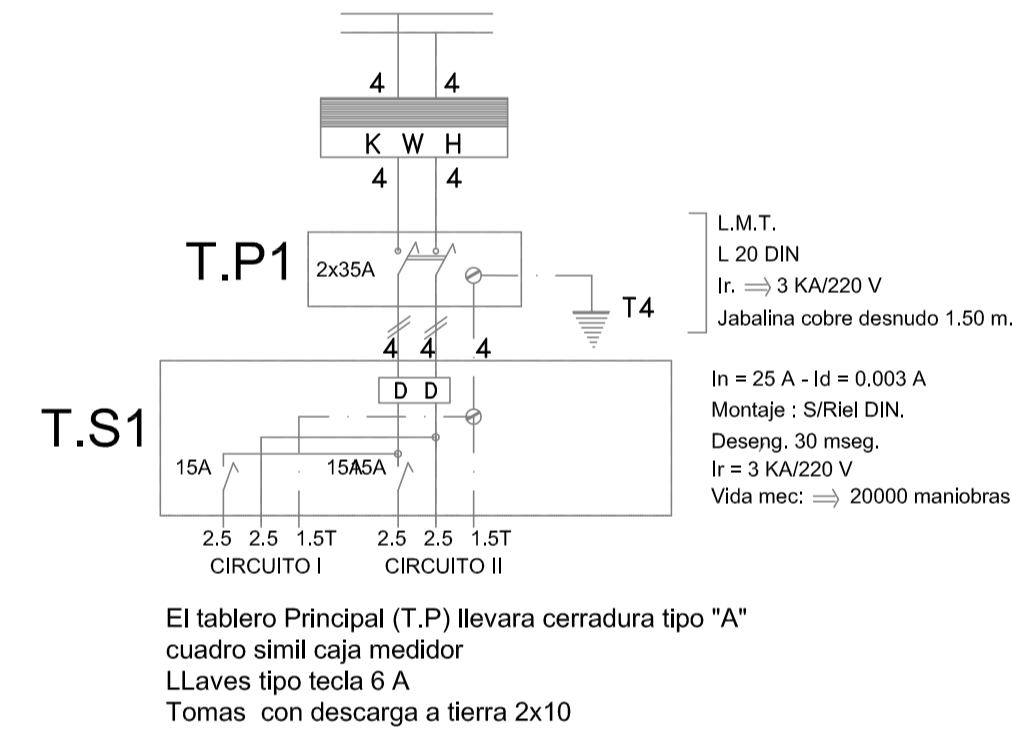 4 4
K W H
4 4
T.P1
2x35A
T4
L.M.T.
L 20 DIN
Ir. ⇒ 3 KA/220 V
Jabalina cobre desnudo 1.50 m.
4 4 4
T.S1
D D
15A
15A
15A
In = 25 A - Id = 0.003 A
Montaje : S/Riel DIN.
Deseng. 30 mseg.
Ir = 3 KA/220 V
Vida mec: ⇒ 20000 maniobras
2.5 2.5 1.5T
CIRCUITO I
2.5 2.5 1.5T
CIRCUITO II
El tablero Principal (T.P) llevara cerradura tipo "A"
cuadro simil caja medidor
LLaves tipo tecla 6 A
Tomas con descarga a tierra 2x10